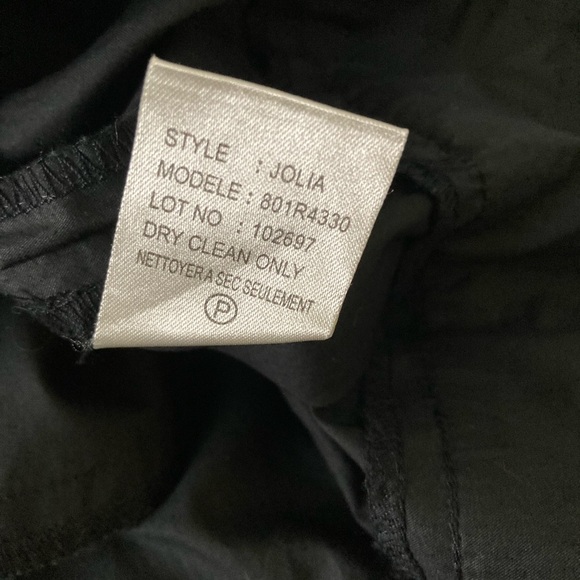 STYLE : JOLIA
MODELE : 801R4330
LOT NO : 102697
DRY CLEAN ONLY
NETTOYER A SEC SEULEMENT
P